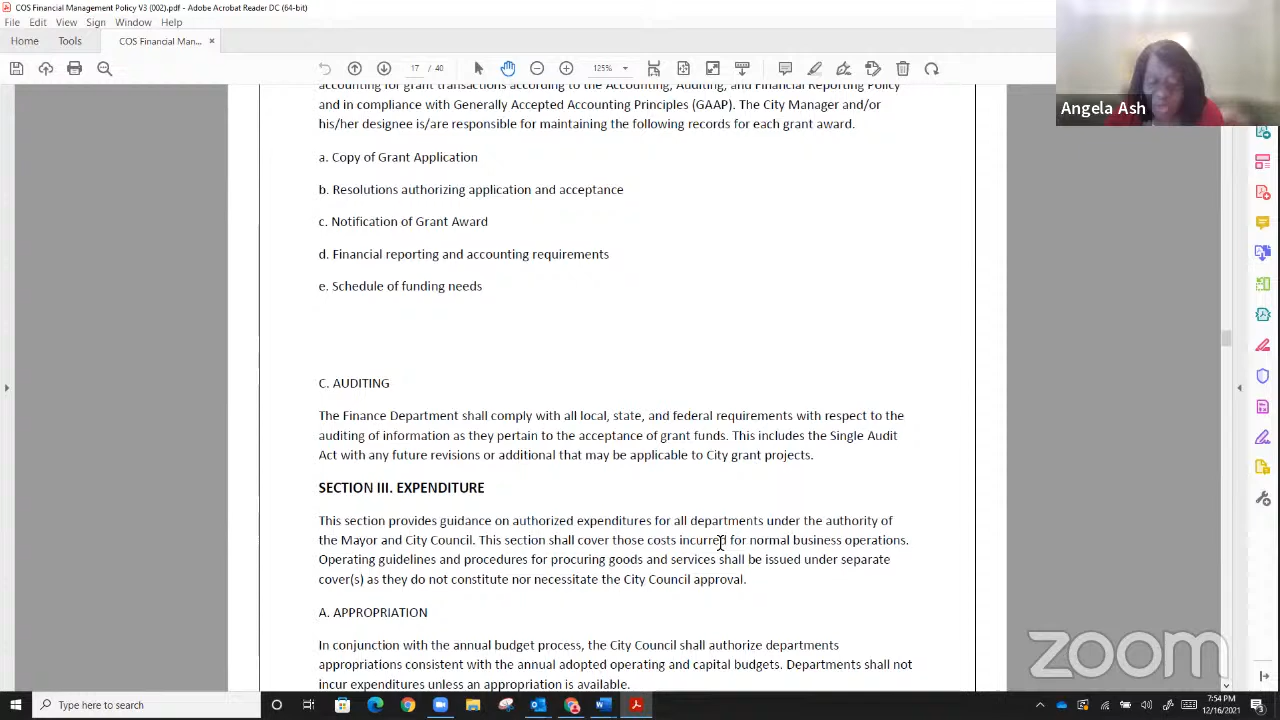 COS Financial Management Policy V3 (002).pdf - Adobe Acrobat Reader DC (64-bit)
File Edit View Sign Window Help
Home Tools COS Financial Man... ×
17 / 40 125%
accounting for grant transactions according to the Accounting, Auditing, and Financial Reporting Policy
and in compliance with Generally Accepted Accounting Principles (GAAP). The City Manager and/or
his/her designee is/are responsible for maintaining the following records for each grant award.
a. Copy of Grant Application
b. Resolutions authorizing application and acceptance
c. Notification of Grant Award
d. Financial reporting and accounting requirements
e. Schedule of funding needs
C. AUDITING
The Finance Department shall comply with all local, state, and federal requirements with respect to the
auditing of information as they pertain to the acceptance of grant funds. This includes the Single Audit
Act with any future revisions or additional that may be applicable to City grant projects.
SECTION III. EXPENDITURE
This section provides guidance on authorized expenditures for all departments under the authority of
the Mayor and City Council. This section shall cover those costs incurred for normal business operations.
Operating guidelines and procedures for procuring goods and services shall be issued under separate
cover(s) as they do not constitute nor necessitate the City Council approval.
A. APPROPRIATION
In conjunction with the annual budget process, the City Council shall authorize departments
appropriations consistent with the annual adopted operating and capital budgets. Departments shall not
incur expenditures unless an appropriation is available.
Angela Ash
zoom
Type here to search
7:54 PM
12/16/2021